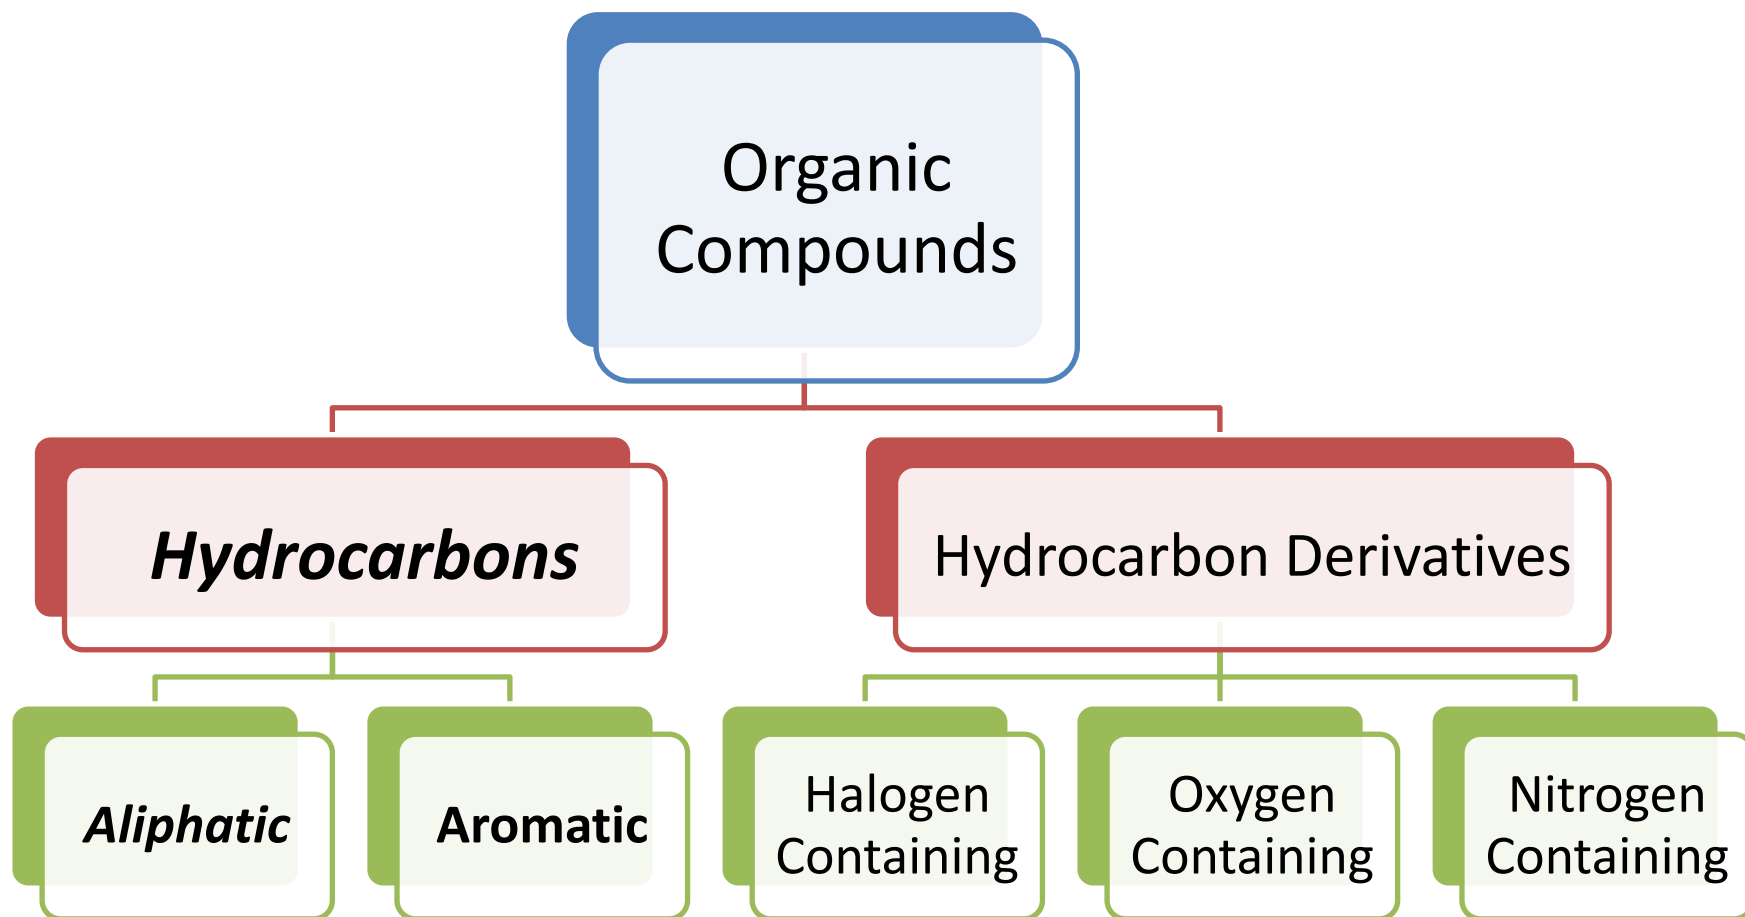 Organic
Compounds
Hydrocarbons
Hydrocarbon Derivatives
Aliphatic
Aromatic
Halogen
Containing
Oxygen
Containing
Nitrogen
Containing